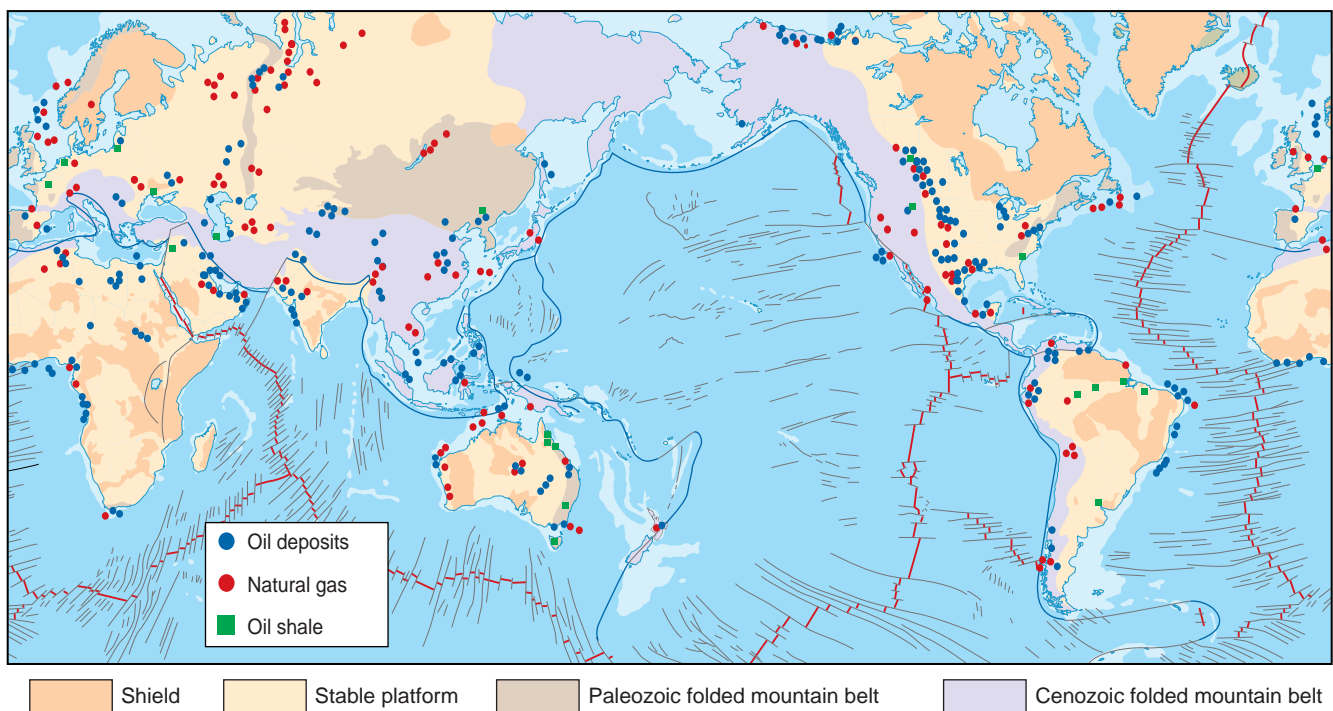 Oil deposits
Natural gas
Oil shale
Shield
Stable platform
Paleozoic folded mountain belt
Cenozoic folded mountain belt